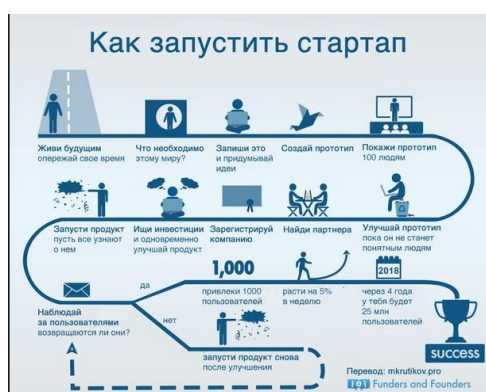 Как запустить стартап
Живи будущим
опережай свое время
Что необходимо
этому миру?
Запиши это
и придумывай
идеи
Создай прототип
Покажи прототип
100 людям
Запусти продукт
пусть все узнают
о нем
Ищи инвестиции
и одновременно
улучшай продукт
Зарегистрируй
компанию
Найди партнера
Улучшай прототип
пока он не станет
понятным людям
Наблюдай
за пользователями
возвращаются ли они?
да
нет
1,000
привлеки 1000
пользователей
расти на 5%
в неделю
2018
через 4 года
у тебя будет
25 млн
пользователей
запусти продукт снова
после улучшения
success
Перевод: mkrutikov.pro
Funders and Founders